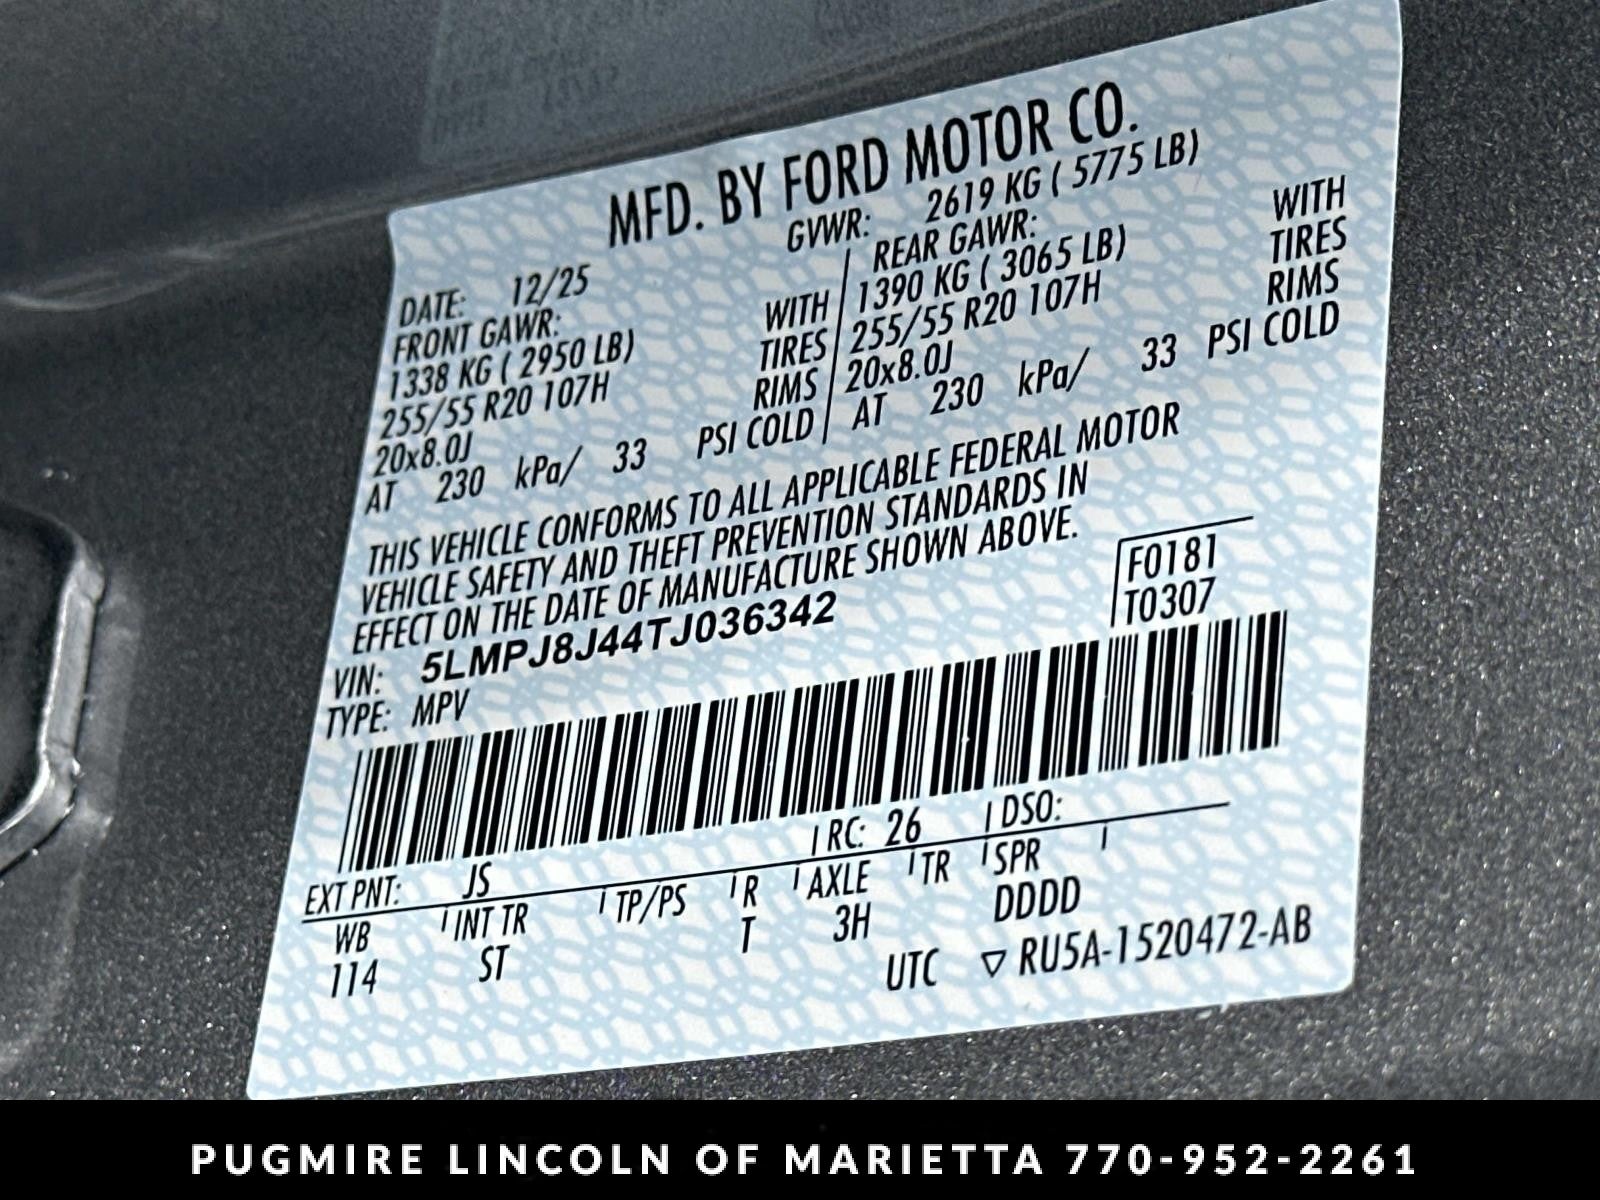 MFD. BY FORD MOTOR CO.
GVWR: 2619 KG ( 5775 LB)
DATE: 12/25
FRONT GAWR:
1338 KG ( 2950 LB) WITH
255/55 R20 107H TIRES
20x8.0J RIMS
AT 230 kPa/ 33 PSI COLD
REAR GAWR:
1390 KG ( 3065 LB) WITH
255/55 R20 107H TIRES
20x8.0J RIMS
AT 230 kPa/ 33 PSI COLD
THIS VEHICLE CONFORMS TO ALL APPLICABLE FEDERAL MOTOR
VEHICLE SAFETY AND THEFT PREVENTION STANDARDS IN
EFFECT ON THE DATE OF MANUFACTURE SHOWN ABOVE.
VIN: 5LMPJ8J44TJ036342
TYPE: MPV
F0181
T0307
EXT PNT: JS RC: 26 DSO:
WB INT TR TP/PS R AXLE TR SPR
114 ST T 3H DDDD
UTC ▽ RU5A-1520472-AB
PUGMIRE LINCOLN OF MARIETTA 770-952-2261